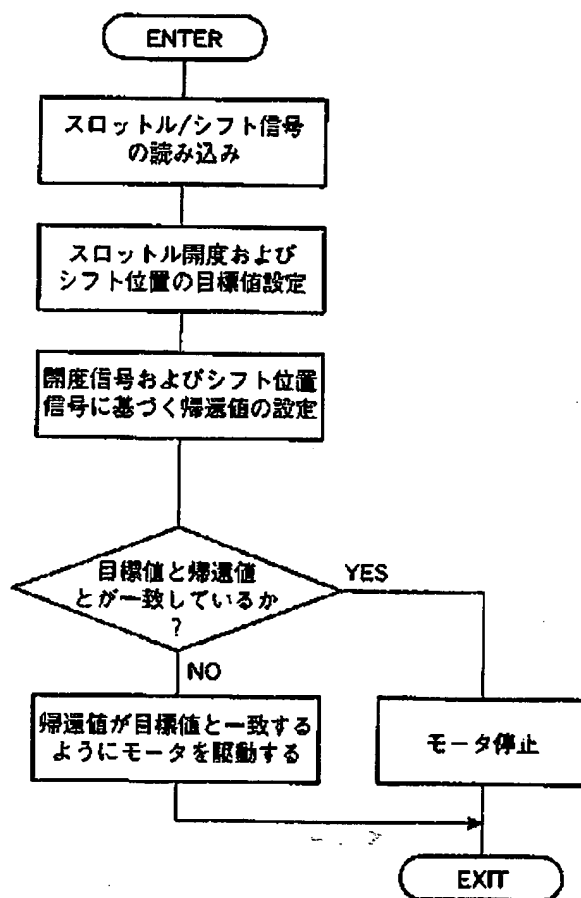 ENTER
スロットル/シフト信号
の読み込み
スロットル開度および
シフト位置の目標値設定
開度信号およびシフト位置
信号に基づく帰還値の設定
目標値と帰還値
とが一致しているか
?
YES
NO
帰還値が目標値と一致する
ようにモータを駆動する
モータ停止
EXIT